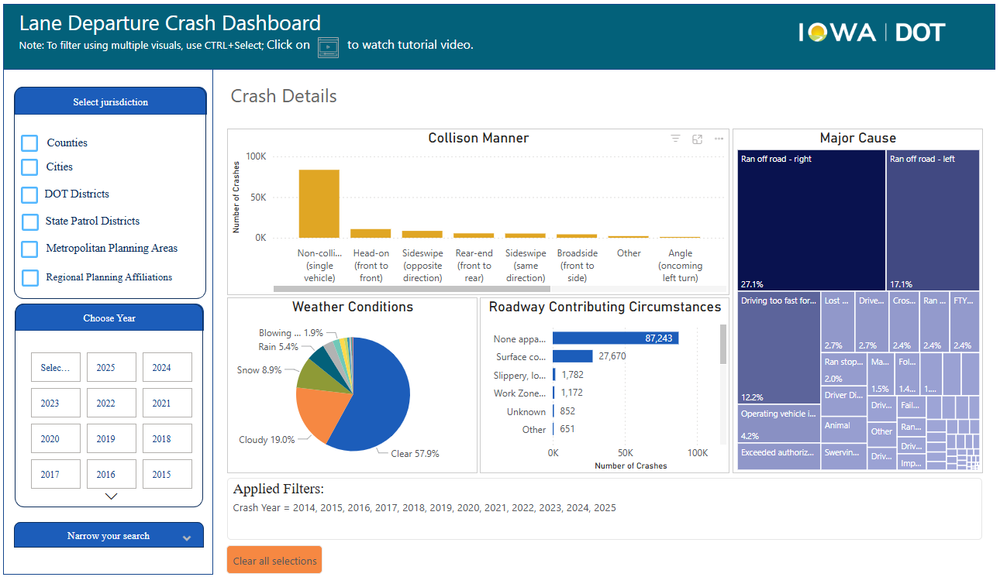 Lane Departure Crash Dashboard
Note: To filter using multiple visuals, use CTRL+Select; Click on to watch tutorial video.
IOWA | DOT
Select jurisdiction
Counties
Cities
DOT Districts
State Patrol Districts
Metropolitan Planning Areas
Regional Planning Affiliations
Choose Year
Selec...
2025
2024
2023
2022
2021
2020
2019
2018
2017
2016
2015
Narrow your search
Crash Details
Collison Manner
Number of Crashes
100K
50K
0K
Non-colli...
(single
vehicle)
Head-on
(front to
front)
Sideswipe
(opposite
direction)
Rear-end
(front to
rear)
Sideswipe
(same
direction)
Broadside
(front to
side)
Other
Angle
(oncoming
left turn)
Weather Conditions
Blowing ... 1.9%
Rain 5.4%
Snow 8.9%
Cloudy 19.0%
Clear 57.9%
Roadway Contributing Circumstances
None appa... 87,243
Surface co... 27,670
Slippery, lo... 1,782
Work Zone... 1,172
Unknown 852
Other 651
0K 50K 100K
Number of Crashes
Major Cause
Ran off road - right
27.1%
Ran off road - left
17.1%
Driving too fast for...
12.2%
Operating vehicle i...
4.2%
Exceeded authoriz...
Lost ...
2.7%
Drive...
2.7%
Cros...
2.4%
Ran ...
2.4%
FTY...
2.4%
Ran stop...
2.0%
Driver Di...
Animal
Swervin...
Ma...
1.5%
Fol...
1.4...
1....
Driv...
Other
Driv...
Fail...
Ran...
Driv...
Imp...
Applied Filters:
Crash Year = 2014, 2015, 2016, 2017, 2018, 2019, 2020, 2021, 2022, 2023, 2024, 2025
Clear all selections